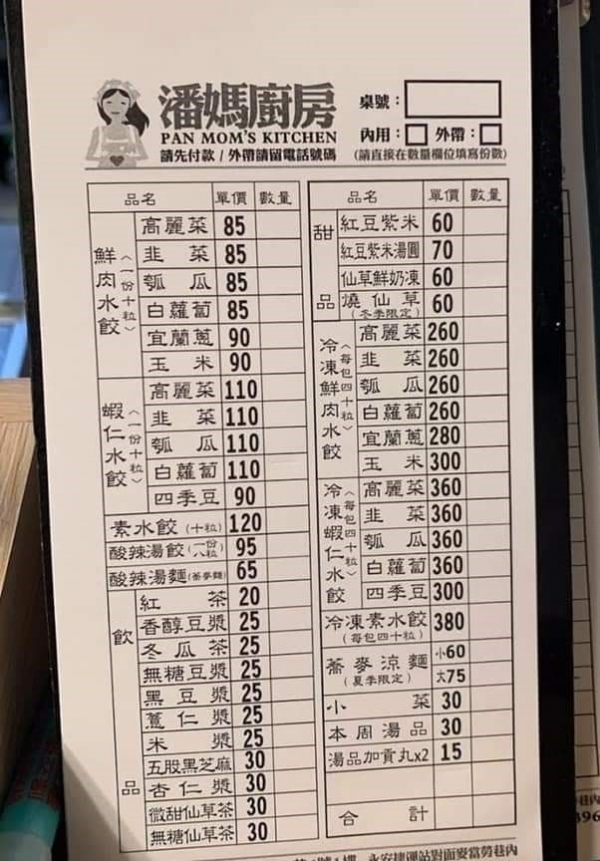 潘媽廚房
PAN MOM'S KITCHEN
請先付款 / 外帶請留電話號碼
桌號：
內用： 外帶：
(請直接在數量欄位填寫份數)
品名 單價 數量
鮮肉水餃（一份十粒）
高麗菜 85
韭菜 85
瓠瓜 85
白蘿蔔 85
宜蘭蔥 90
玉米 90
蝦仁水餃（一份十粒）
高麗菜 110
韭菜 110
瓠瓜 110
白蘿蔔 110
四季豆 90
素水餃（十粒） 120
酸辣湯餃（一份八粒） 95
酸辣湯麵（蕎麥麵） 65
飲品
紅茶 20
香醇豆漿 25
冬瓜茶 25
無糖豆漿 25
黑豆漿 25
薏仁漿 25
米漿 25
五股黑芝麻 30
杏仁漿 30
微甜仙草茶 30
無糖仙草茶 30
品名 單價 數量
甜品
紅豆紫米 60
紅豆紫米湯圓 70
仙草鮮奶凍 60
燒仙草（冬季限定） 60
冷凍鮮肉水餃（每包四十粒）
高麗菜 260
韭菜 260
瓠瓜 260
白蘿蔔 260
宜蘭蔥 280
玉米 300
冷凍蝦仁水餃（每包四十粒）
高麗菜 360
韭菜 360
瓠瓜 360
白蘿蔔 360
四季豆 300
冷凍素水餃（每包四十粒） 380
蕎麥涼麵（夏季限定） 小60 大75
小菜 30
本周湯品 30
湯品加貢丸x2 15
合計
永安捷運站對面麥當勞巷內